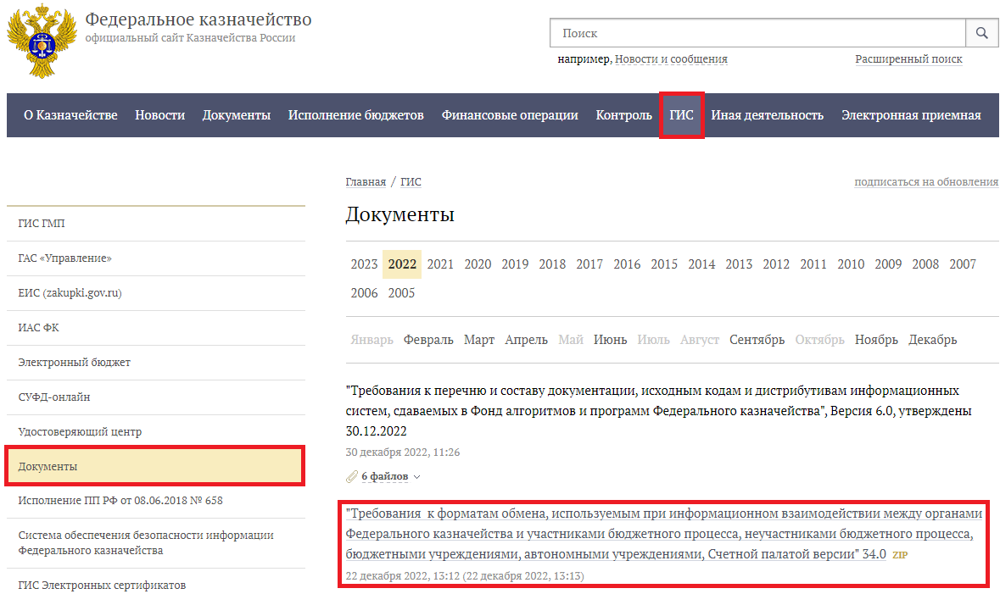 Федеральное казначейство
официальный сайт Казначейства России
Поиск
например, Новости и сообщения
Расширенный поиск
О Казначействе Новости Документы Исполнение бюджетов Финансовые операции Контроль ГИС Иная деятельность Электронная приемная
ГИС ГМП
ГАС «Управление»
ЕИС (zakupki.gov.ru)
ИАС ФК
Электронный бюджет
СУФД-онлайн
Удостоверяющий центр
Документы
Исполнение ПП РФ от 08.06.2018 № 658
Система обеспечения безопасности информации
Федерального казначейства
ГИС Электронных сертификатов
Главная / ГИС
подписаться на обновления
Документы
2023 2022 2021 2020 2019 2018 2017 2016 2015 2014 2013 2012 2011 2010 2009 2008 2007
2006 2005
Январь Февраль Март Апрель Май Июнь Июль Август Сентябрь Октябрь Ноябрь Декабрь
"Требования к перечню и составу документации, исходным кодам и дистрибутивам информационных
систем, сдаваемых в Фонд алгоритмов и программ Федерального казначейства", Версия 6.0, утверждены
30.12.2022
30 декабря 2022, 11:26
6 файлов
"Требования  к форматам обмена, используемым при информационном взаимодействии между органами
Федерального казначейства и участниками бюджетного процесса, неучастниками бюджетного процесса,
бюджетными учреждениями, автономными учреждениями, Счетной палатой версии" 34.0 ZIP
22 декабря 2022, 13:12 (22 декабря 2022, 13:13)